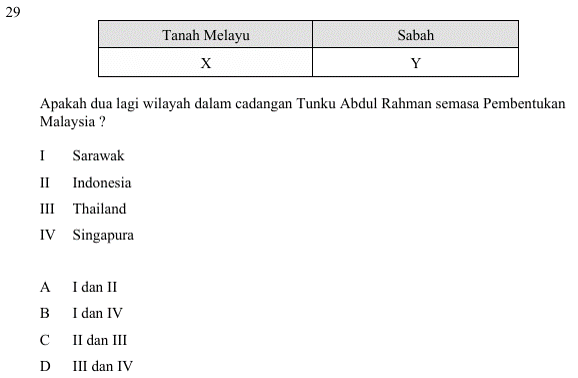 29
Tanah Melayu Sabah
X Y
Apakah dua lagi wilayah dalam cadangan Tunku Abdul Rahman semasa Pembentukan
Malaysia ?
I Sarawak
II Indonesia
III Thailand
IV Singapura
A I dan II
B I dan IV
C II dan III
D III dan IV